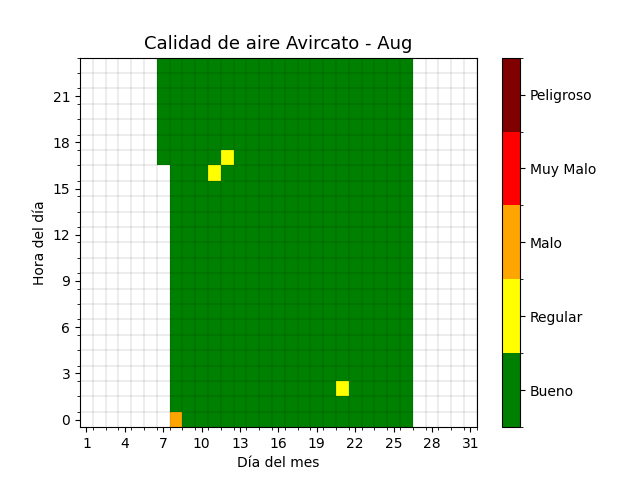 Calidad de aire Avircato - Aug
Hora del día
21
18
15
12
9
6
3
0
1 4 7 10 13 16 19 22 25 28 31
Día del mes
Peligroso
Muy Malo
Malo
Regular
Bueno